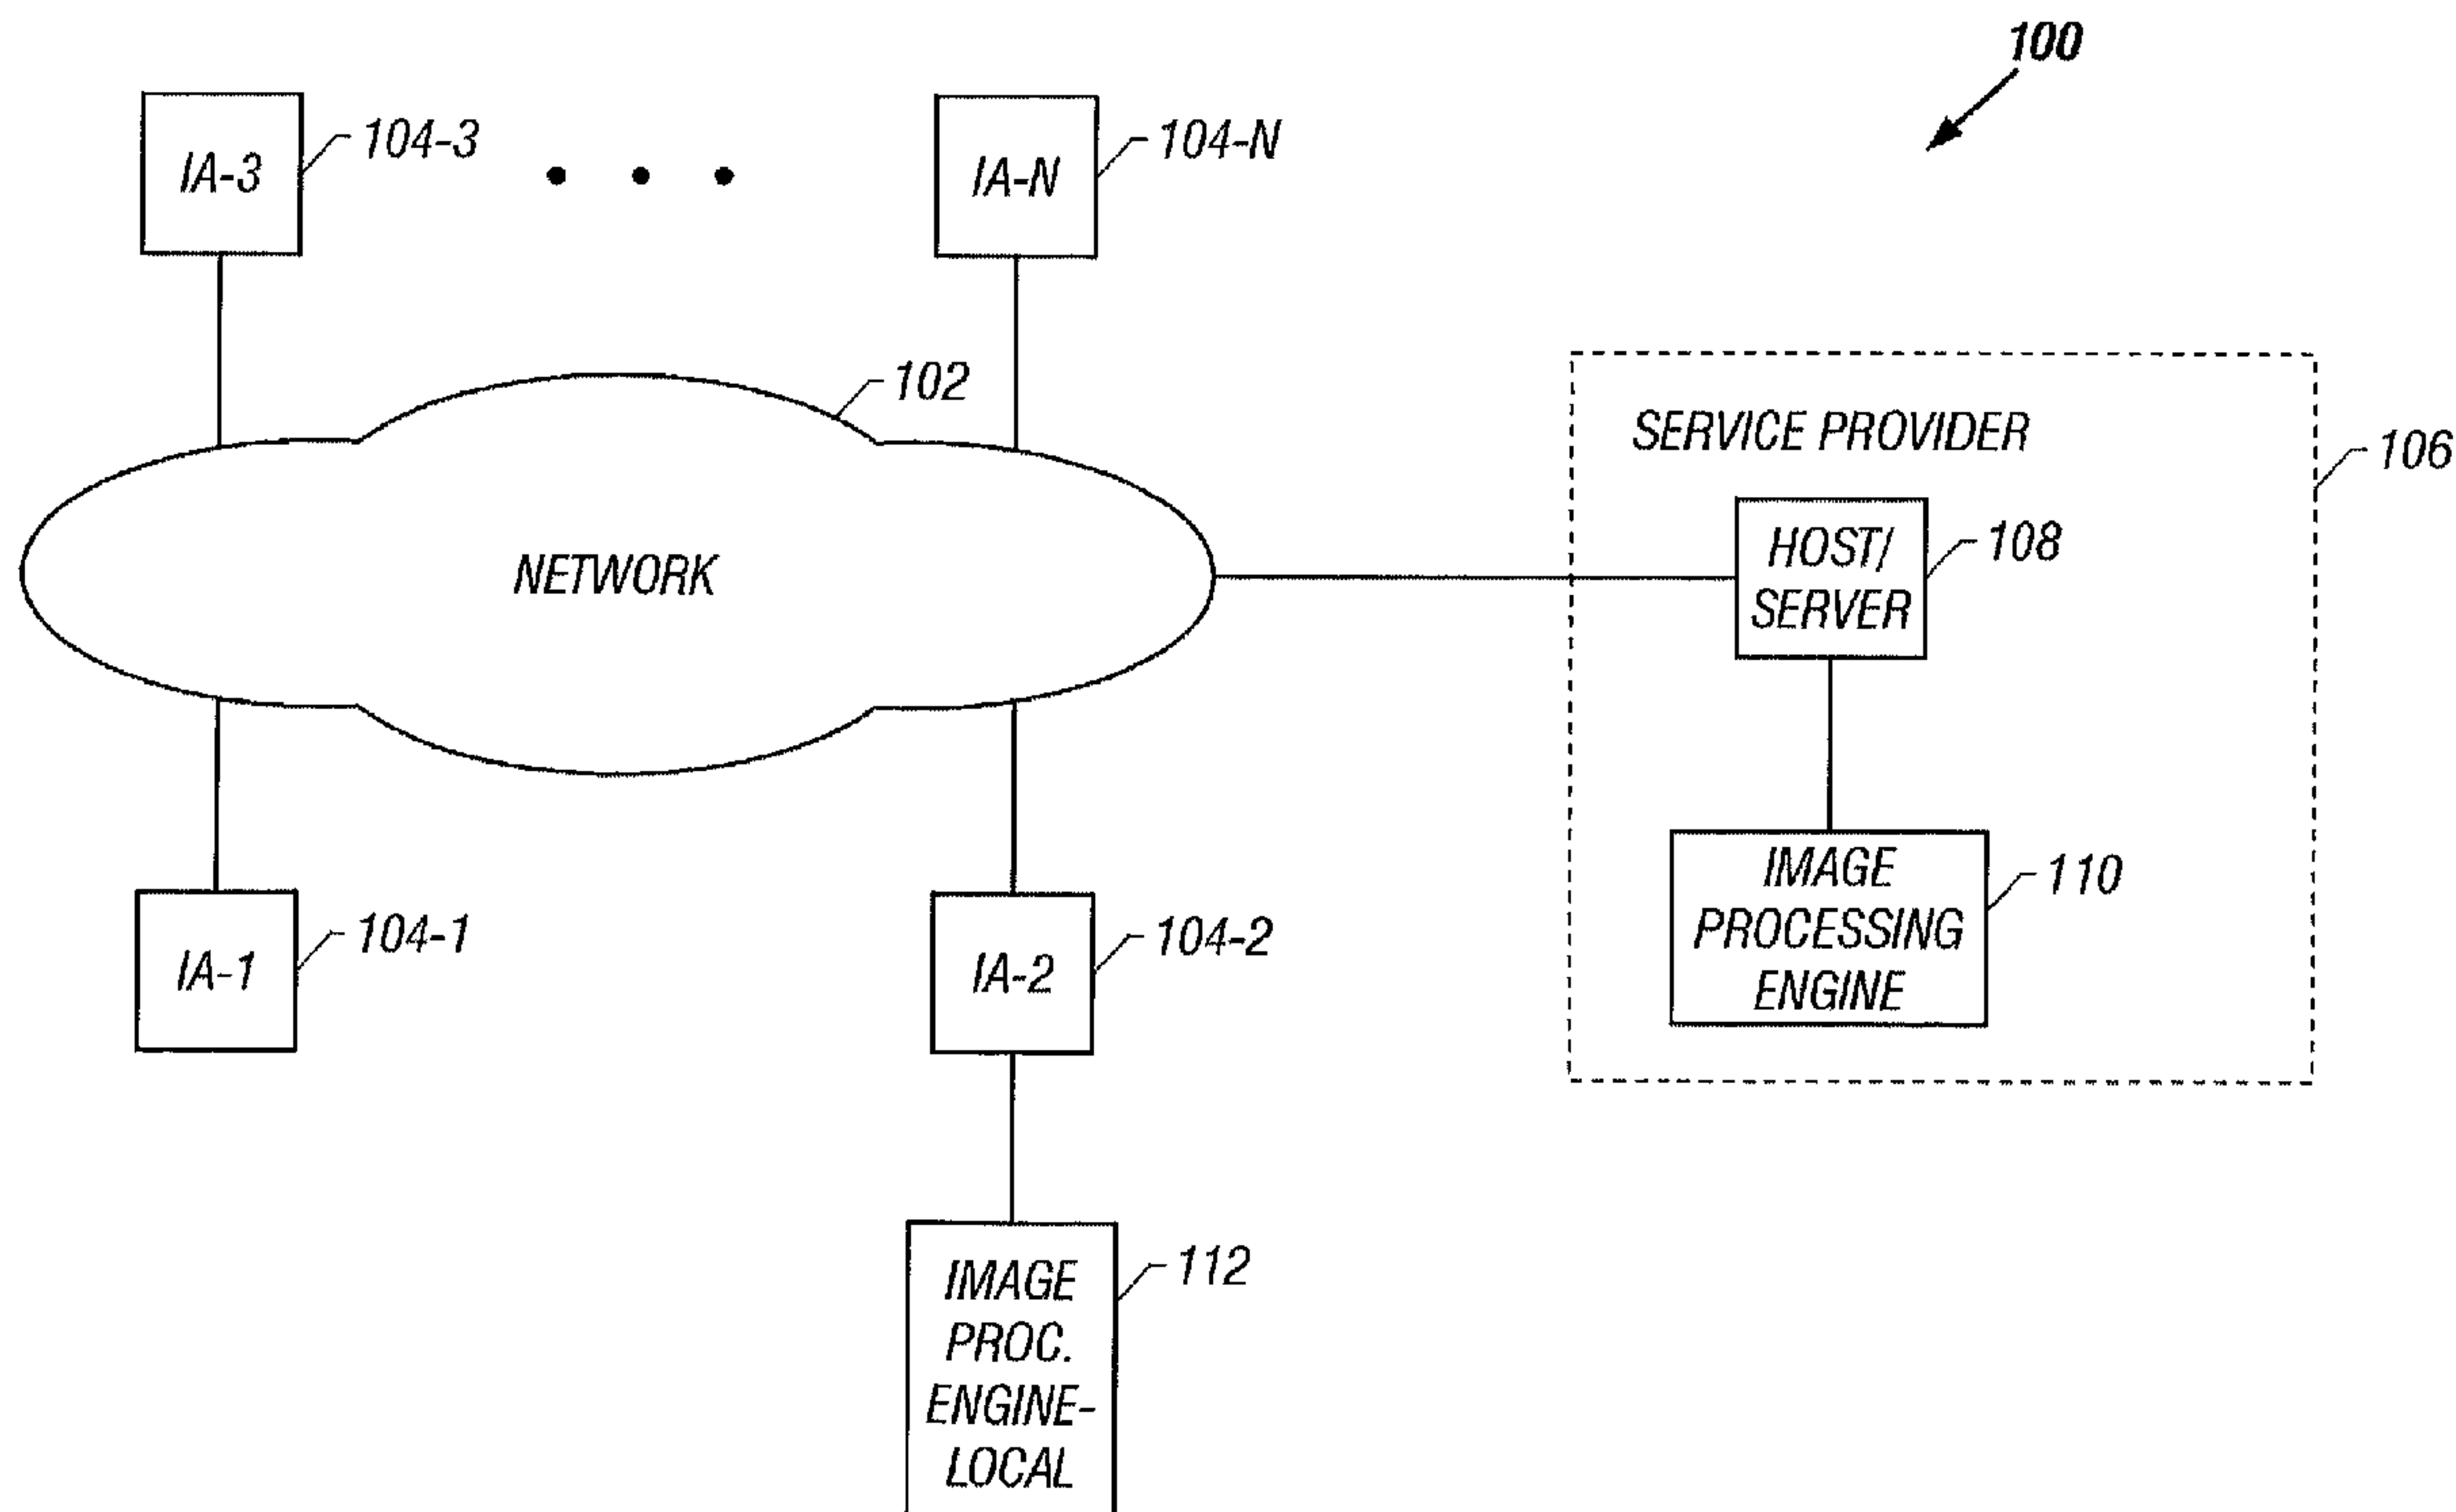 100
IA-3
104-3
IA-N
104-N
102
NETWORK
SERVICE PROVIDER
106
HOST/
SERVER
108
IMAGE
PROCESSING
ENGINE
110
IA-1
104-1
IA-2
104-2
IMAGE
PROC.
ENGINE-
LOCAL
112